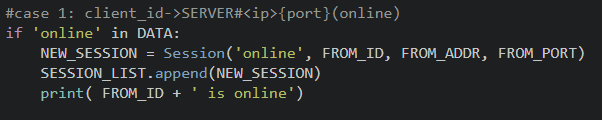 #case 1: client_id->SERVER#<ip>{port}(online)
if 'online' in DATA:
    NEW_SESSION = Session('online', FROM_ID, FROM_ADDR, FROM_PORT)
    SESSION_LIST.append(NEW_SESSION)
    print( FROM_ID + ' is online')